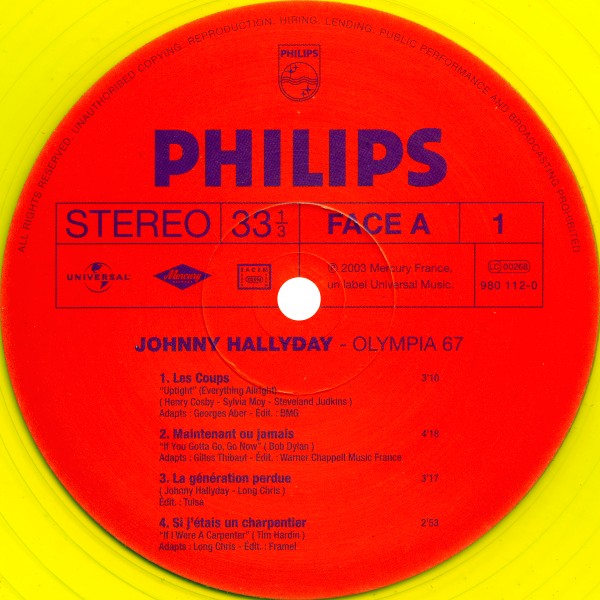 ALL RIGHTS RESERVED. UNAUTHORISED COPYING, REPRODUCTION, HIRING, LENDING, PUBLIC PERFORMANCE AND BROADCASTING PROHIBITED
PHILIPS
PHILIPS
STEREO 33 1/3 FACE A 1
UNIVERSAL Mercury SACEM ℗ 2003 Mercury France, LC 00268
un label Universal Music. 980 112-0
JOHNNY HALLYDAY - OLYMPIA 67
1. Les Coups 3'10
"Uptight" (Everything Allright)
( Henry Cosby - Sylvia Moy - Steveland Judkins )
Adapts : Georges Aber - Edit. : BMG
2. Maintenant ou jamais 4'18
"If You Gotta Go, Go Now" ( Bob Dylan )
Adapts : Gilles Thibaut - Édit. : Warner Chappell Music France
3. La génération perdue 3'17
( Johnny Hallyday - Long Chris )
Édit. : Tulsa
4. Si j'étais un charpentier 2'53
"If I Were A Carpenter" ( Tim Hardin )
Adapts : Long Chris - Edit. : Framel